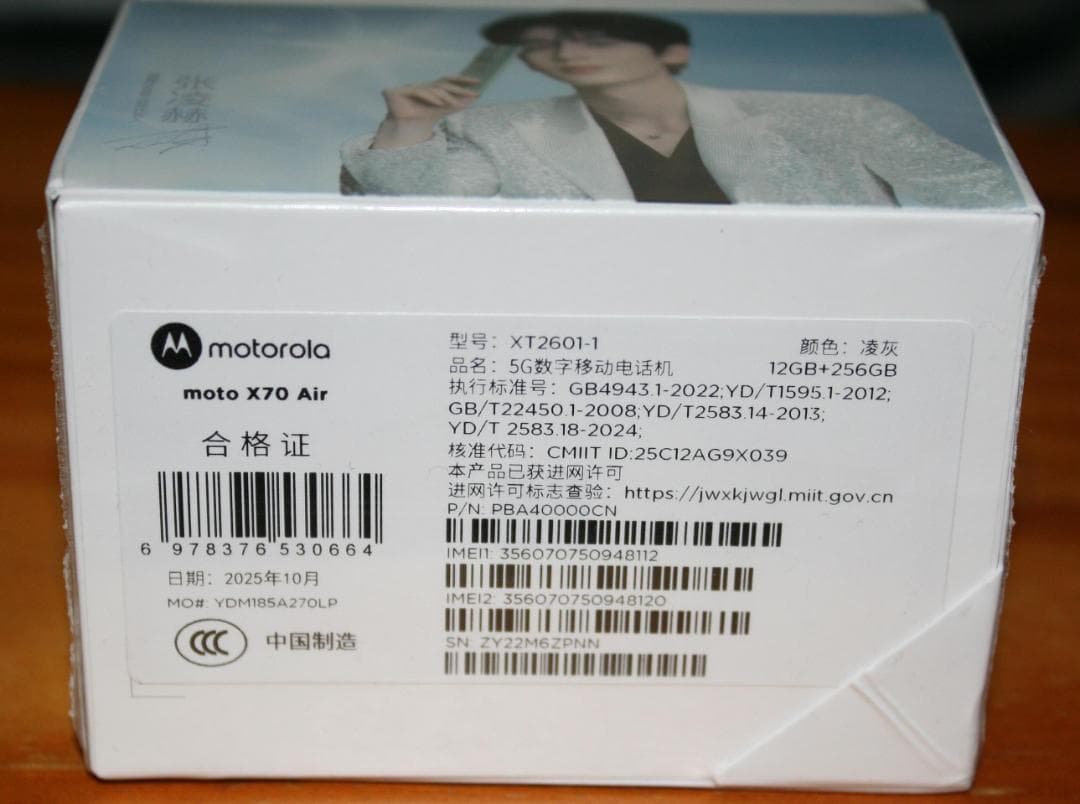 motorola
moto X70 Air
合格证
6 978376 530664
日期：2025年10月
MO#: YDM185A270LP
中国制造
型号：XT2601-1
颜色：凌灰
品名：5G数字移动电话机
12GB+256GB
执行标准号：GB4943.1-2022;YD/T1595.1-2012;
GB/T22450.1-2008;YD/T2583.14-2013;
YD/T 2583.18-2024;
核准代码：CMIIT ID:25C12AG9X039
本产品已获进网许可
进网许可标志查验：https://jwxkjwgl.miit.gov.cn
P/N: PBA40000CN
IMEI1: 356070750948112
IMEI2: 356070750948120
SN: ZY22M6ZPNN